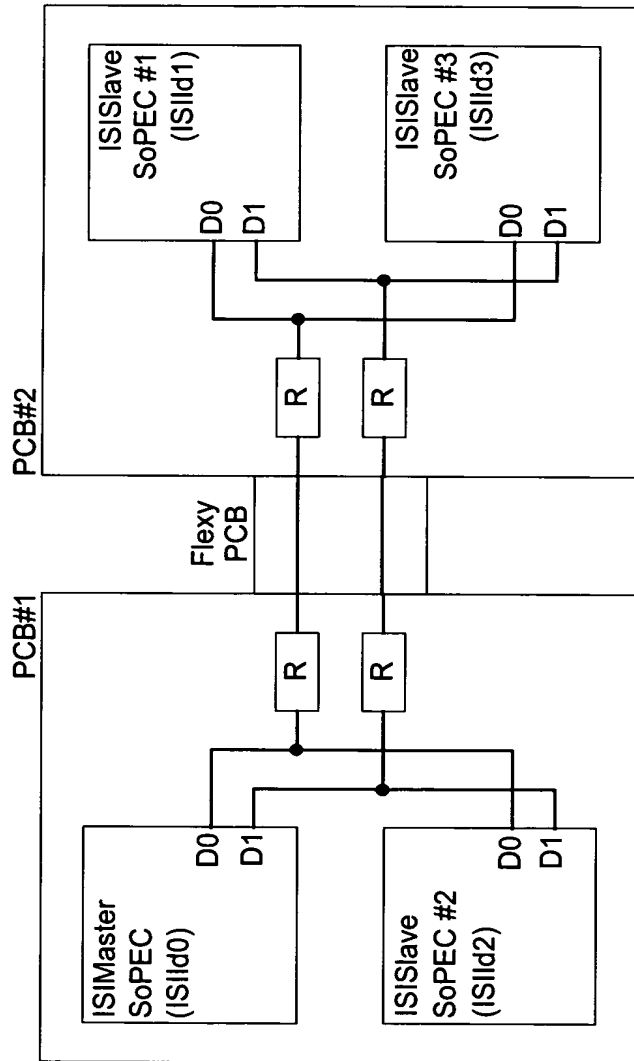 PCB#1
ISIMaster
SoPEC
(ISIId0)
D0
D1
ISISlave
SoPEC #2
(ISIId2)
D0
D1
R
R
Flexy
PCB
PCB#2
R
R
ISISlave
SoPEC #1
(ISIId1)
D0
D1
ISISlave
SoPEC #3
(ISIId3)
D0
D1